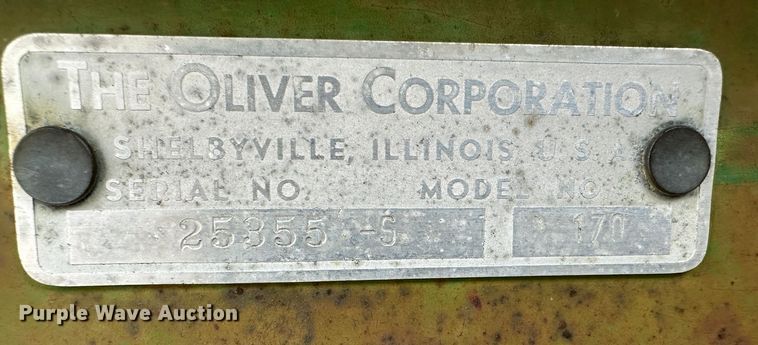 THE OLIVER CORPORATION
SHELBYVILLE, ILLINOIS, U.S.A.
SERIAL NO. MODEL NO.
25355 -S 170
Purple Wave Auction®